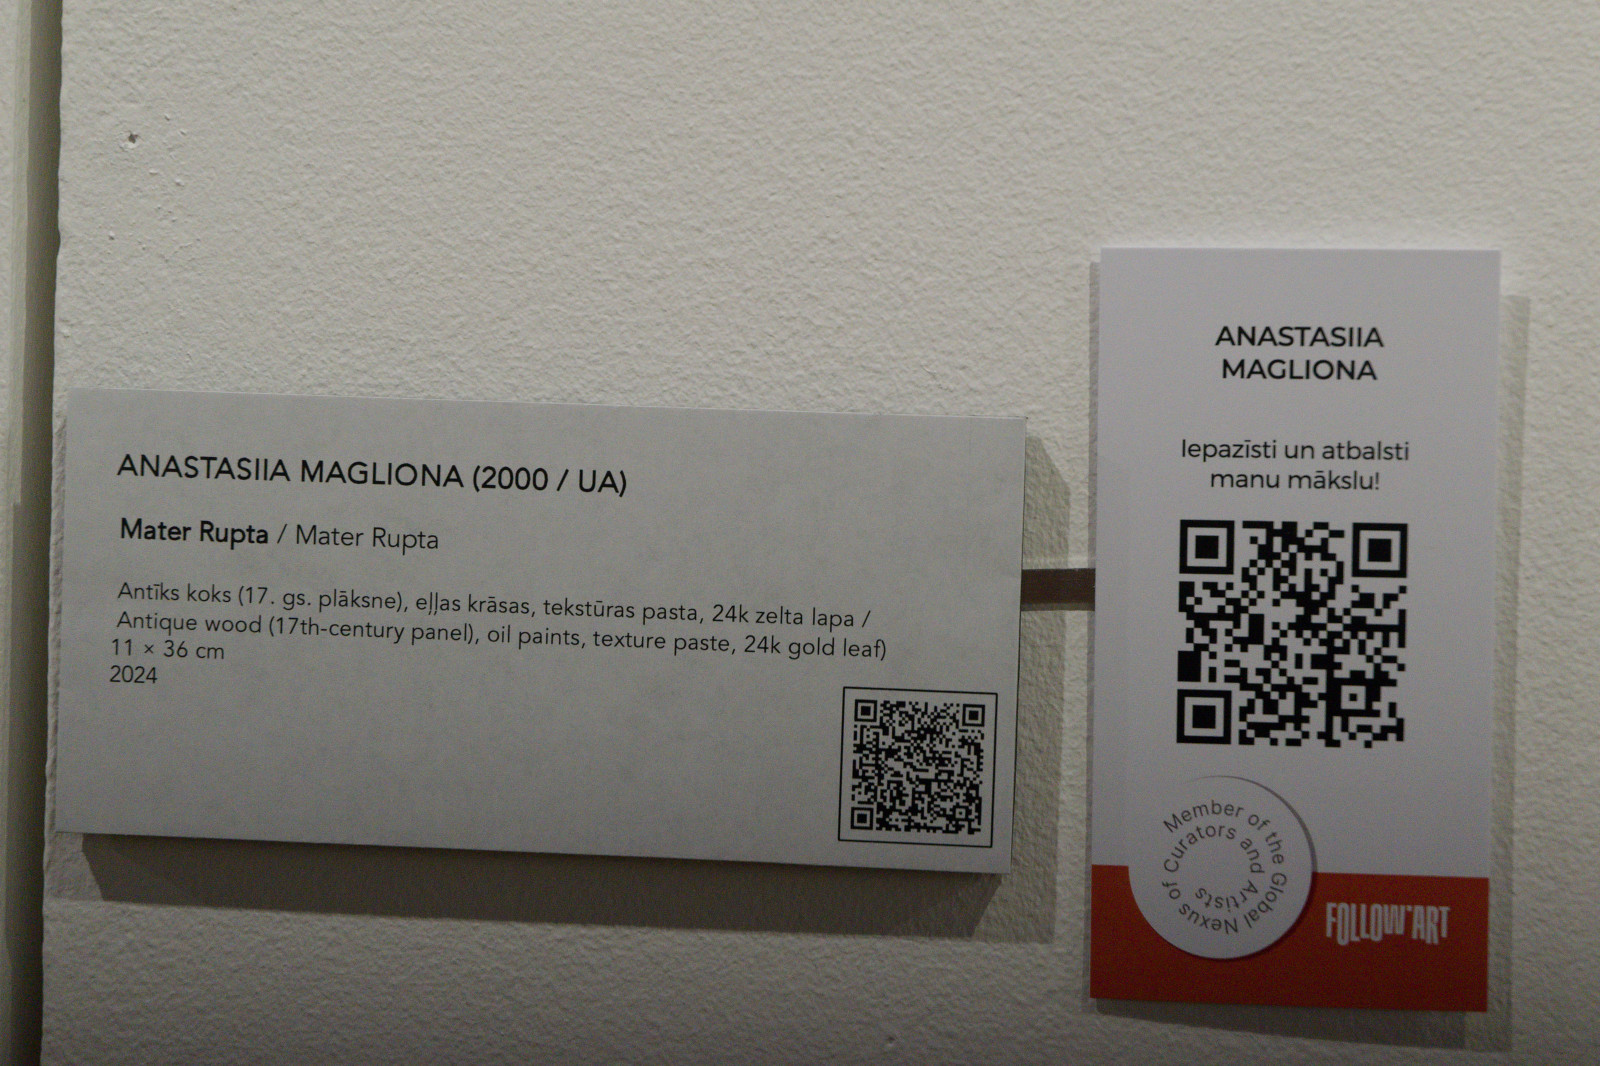 ANASTASIIA MAGLIONA (2000 / UA)
Mater Rupta / Mater Rupta
Antīks koks (17. gs. plāksne), eļļas krāsas, tekstūras pasta, 24k zelta lapa /
Antique wood (17th-century panel), oil paints, texture paste, 24k gold leaf)
11 × 36 cm
2024
ANASTASIIA
MAGLIONA
Iepazīsti un atbalsti
manu mākslu!
Member of the Global Nexus of Curators and Artists
FOLLOW ART